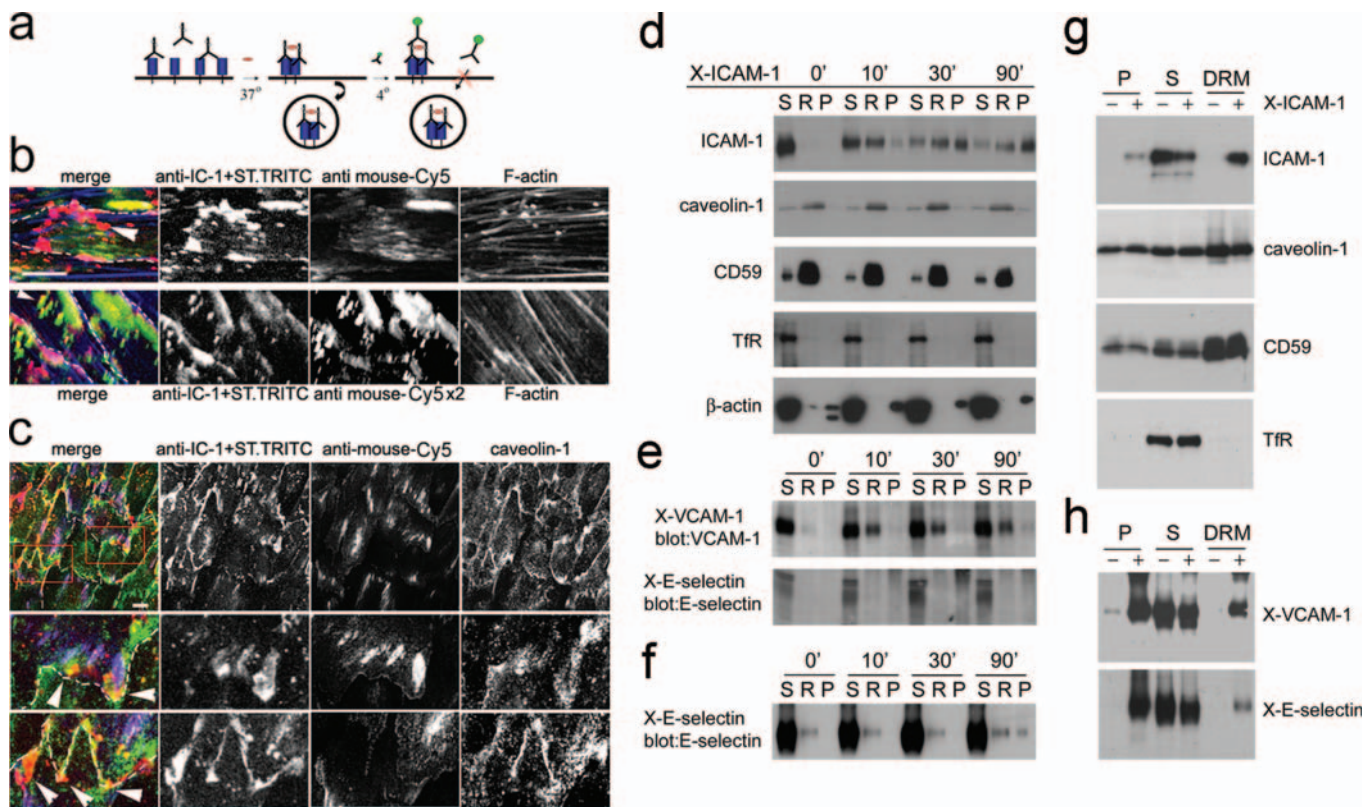 a
37°
4°
b
merge anti-IC-1+ST.TRITC anti mouse-Cy5 F-actin
merge anti-IC-1+ST.TRITC anti mouse-Cy5x2 F-actin
c
merge anti-IC-1+ST.TRITC anti-mouse-Cy5 caveolin-1
d
X-ICAM-1 0' 10' 30' 90'
S R P S R P S R P S R P
ICAM-1
caveolin-1
CD59
TfR
β-actin
e
0' 10' 30' 90'
S R P S R P S R P S R P
X-VCAM-1
blot:VCAM-1
X-E-selectin
blot:E-selectin
f
0' 10' 30' 90'
S R P S R P S R P S R P
X-E-selectin
blot:E-selectin
g
P S DRM
– + – + – + X-ICAM-1
ICAM-1
caveolin-1
CD59
TfR
h
P S DRM
– + – + – +
X-VCAM-1
X-E-selectin